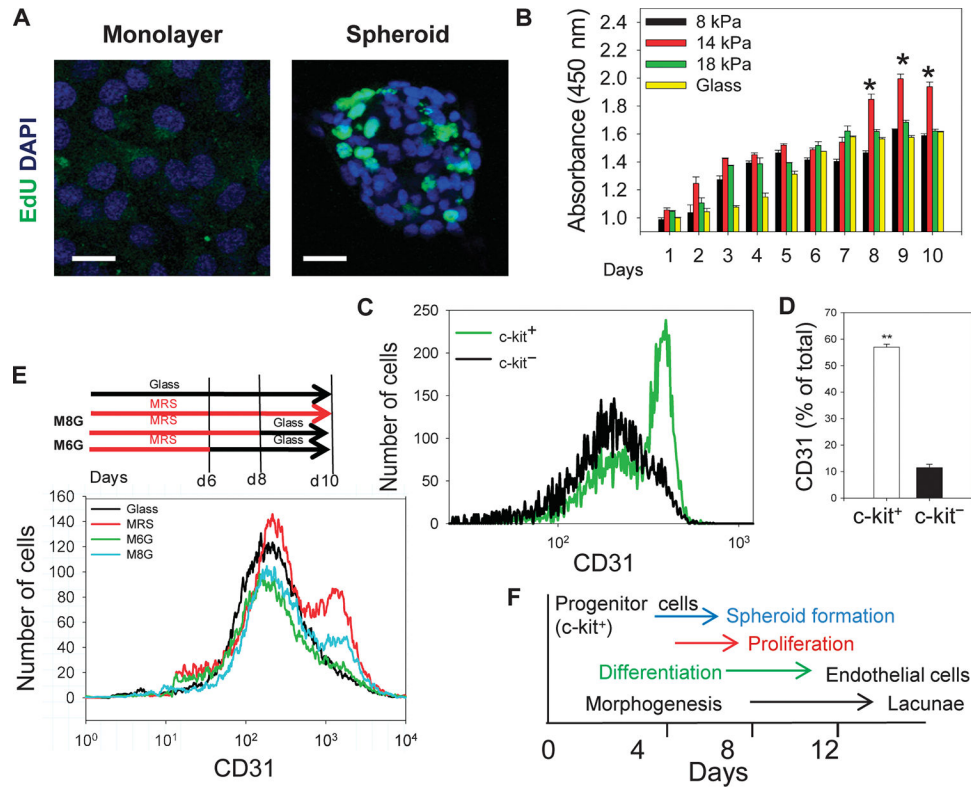 A
Monolayer
Spheroid
EdU DAPI
B
8 kPa
14 kPa
18 kPa
Glass
Absorbance (450 nm)
2.4
2.2
2.0
1.8
1.6
1.4
1.2
1.0
* * *
Days 1 2 3 4 5 6 7 8 9 10
C
c-kit+
c-kit−
Number of cells
250
200
150
100
50
0
10² 10³
CD31
D
CD31 (% of total)
70
60
50
40
30
20
10
0
**
c-kit+ c-kit−
E
Glass
MRS
M8G MRS Glass
M6G MRS Glass
Days d6 d8 d10
Glass
MRS
M6G
M8G
Number of cells
160
140
120
100
80
60
40
20
0
10⁰ 10¹ 10² 10³ 10⁴
CD31
F
Progenitor cells
(c-kit+)
Spheroid formation
Proliferation
Differentiation
Endothelial cells
Morphogenesis
Lacunae
0 4 8 12
Days